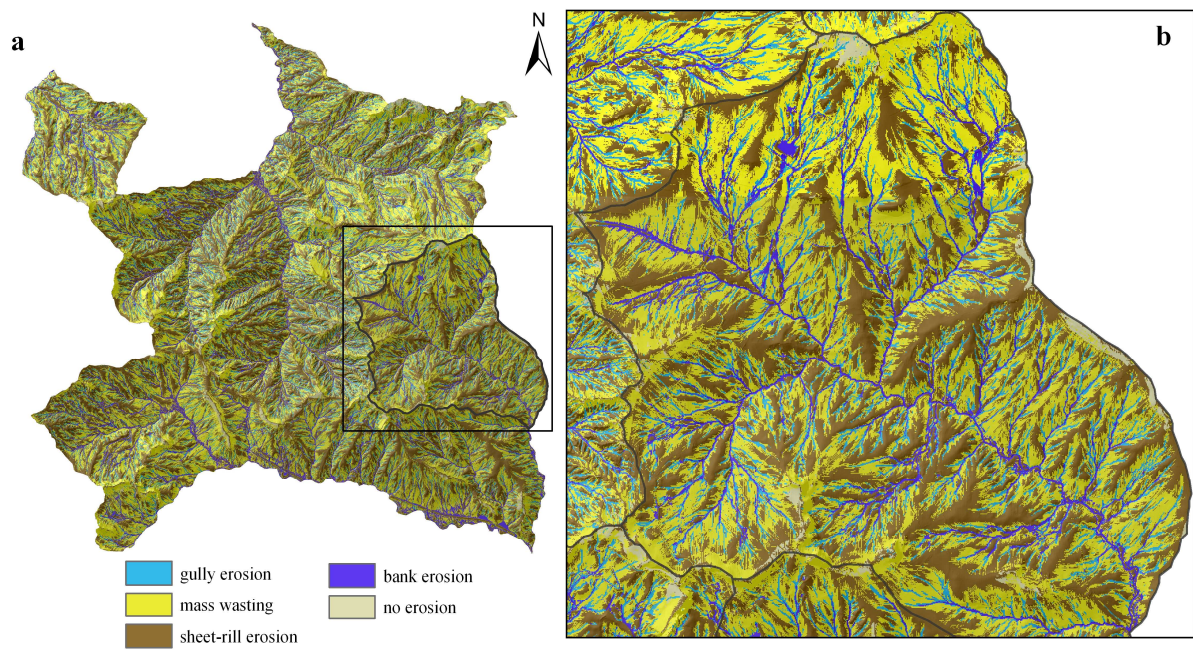 a
N
b
gully erosion
mass wasting
sheet-rill erosion
bank erosion
no erosion